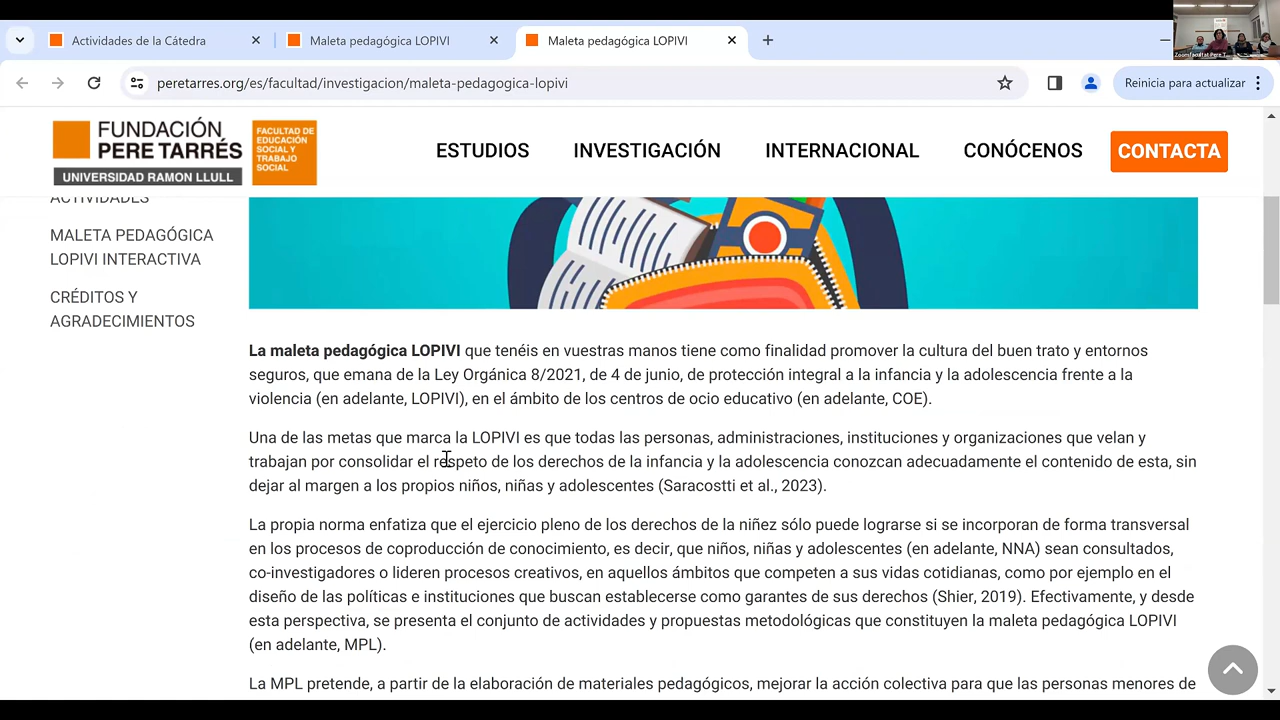 Actividades de la Cátedra
Maleta pedagógica LOPIVI
Maleta pedagógica LOPIVI
peretarres.org/es/facultad/investigacion/maleta-pedagogica-lopivi
Reinicia para actualizar
FUNDACIÓN
PERE TARRÉS
UNIVERSIDAD RAMON LLULL
FACULTAD DE
EDUCACIÓN
SOCIAL Y
TRABAJO
SOCIAL
ESTUDIOS
INVESTIGACIÓN
INTERNACIONAL
CONÓCENOS
CONTACTA
ACTIVIDADES
MALETA PEDAGÓGICA
LOPIVI INTERACTIVA
CRÉDITOS Y
AGRADECIMIENTOS
La maleta pedagógica LOPIVI que tenéis en vuestras manos tiene como finalidad promover la cultura del buen trato y entornos
seguros, que emana de la Ley Orgánica 8/2021, de 4 de junio, de protección integral a la infancia y la adolescencia frente a la
violencia (en adelante, LOPIVI), en el ámbito de los centros de ocio educativo (en adelante, COE).
Una de las metas que marca la LOPIVI es que todas las personas, administraciones, instituciones y organizaciones que velan y
trabajan por consolidar el respeto de los derechos de la infancia y la adolescencia conozcan adecuadamente el contenido de esta, sin
dejar al margen a los propios niños, niñas y adolescentes (Saracostti et al., 2023).
La propia norma enfatiza que el ejercicio pleno de los derechos de la niñez sólo puede lograrse si se incorporan de forma transversal
en los procesos de coproducción de conocimiento, es decir, que niños, niñas y adolescentes (en adelante, NNA) sean consultados,
co-investigadores o lideren procesos creativos, en aquellos ámbitos que competen a sus vidas cotidianas, como por ejemplo en el
diseño de las políticas e instituciones que buscan establecerse como garantes de sus derechos (Shier, 2019). Efectivamente, y desde
esta perspectiva, se presenta el conjunto de actividades y propuestas metodológicas que constituyen la maleta pedagógica LOPIVI
(en adelante, MPL).
La MPL pretende, a partir de la elaboración de materiales pedagógicos, mejorar la acción colectiva para que las personas menores de